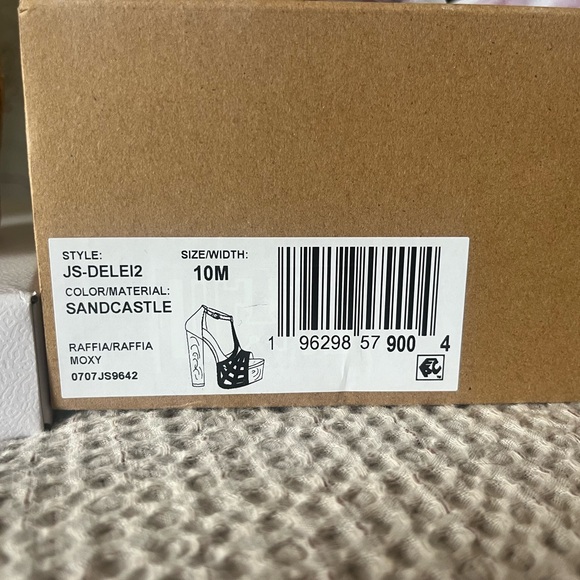 STYLE:
JS-DELEI2
SIZE/WIDTH:
10M
COLOR/MATERIAL:
SANDCASTLE
RAFFIA/RAFFIA
MOXY
0707JS9642
1 96298 57900 4